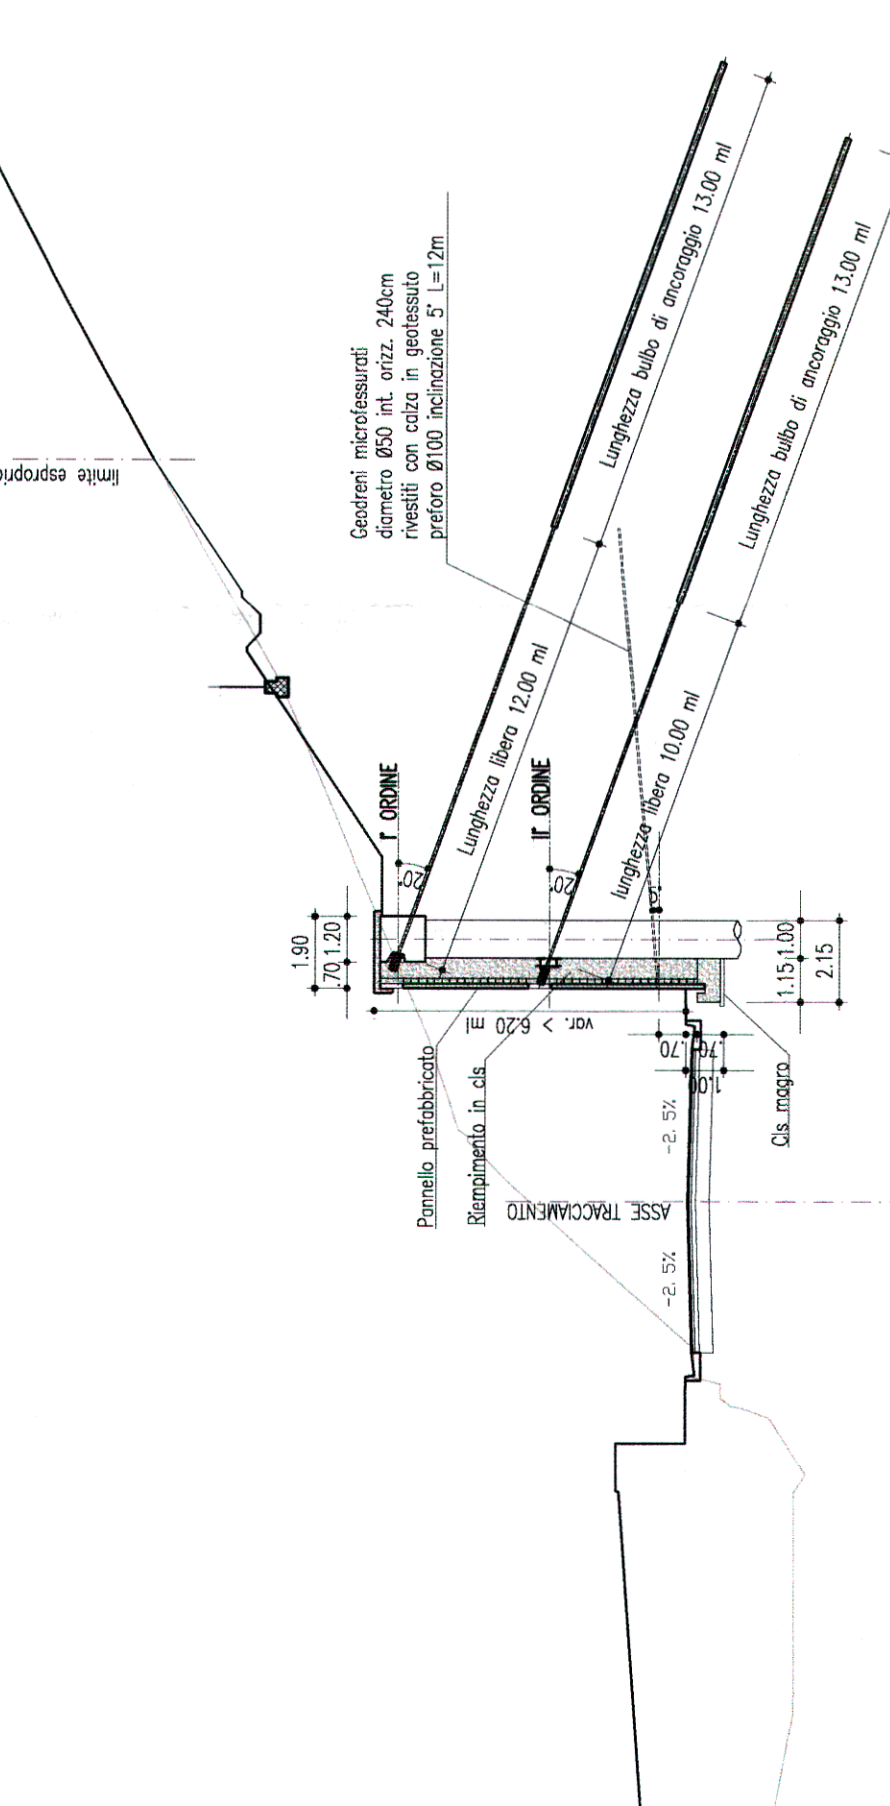 limite esproprio
Geodreni microfessurati
diametro Ø50 int. orizz. 240cm
rivestiti con calza in geotessuto
preforo Ø100 inclinazione 5° L=12m
Lunghezza bulbo di ancoraggio 13.00 ml
Lunghezza bulbo di ancoraggio 13.00 ml
Lunghezza libera 12.00 ml
lunghezza libera 10.00 ml
I° ORDINE
II° ORDINE
20°
20°
1.90
.70 1.20
1.15 1.00
2.15
var. > 6.20 ml
.70
.70
1.00
Pannello prefabbricato
Riempimento in cls
Cls magro
ASSE TRACCIAMENTO
-2.5%
-2.5%